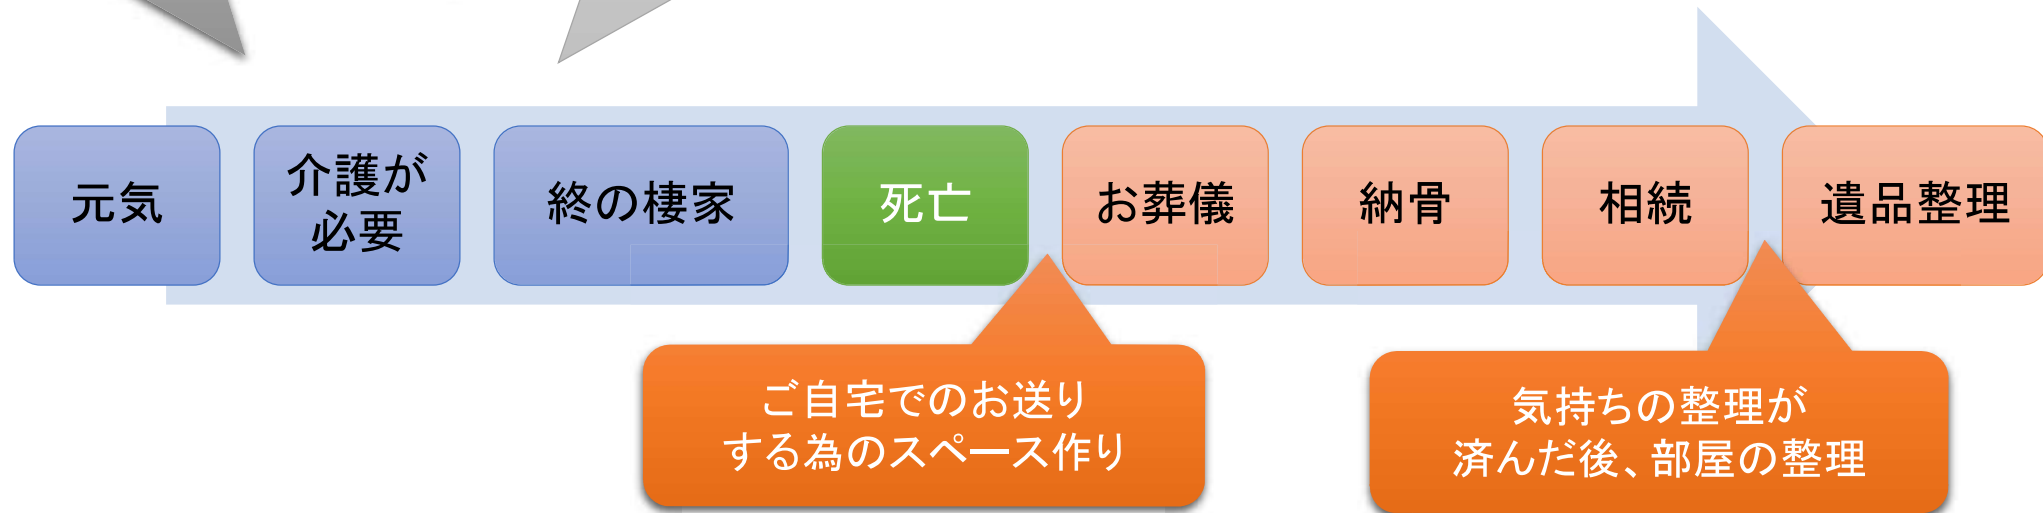 元気
介護が
必要
終の棲家
死亡
お葬儀
納骨
相続
遺品整理
ご自宅でのお送り
する為のスペース作り
気持ちの整理が
済んだ後、部屋の整理